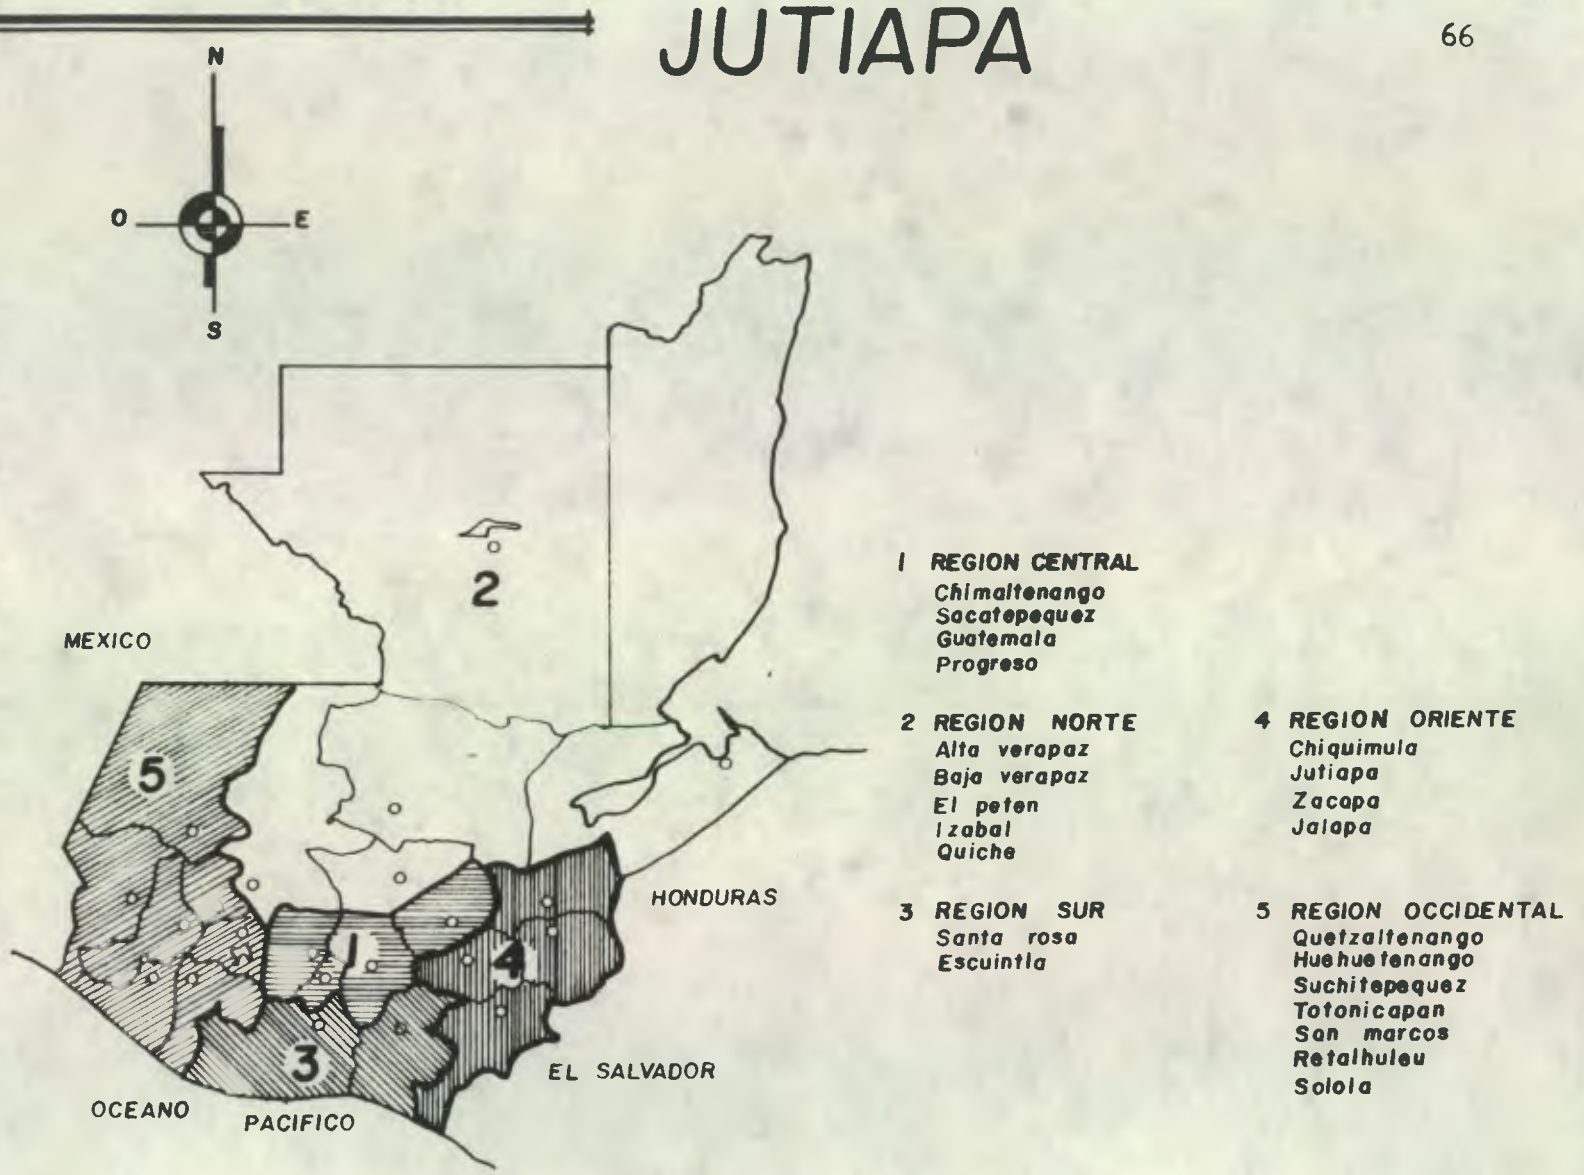 JUTIAPA
66
N
O
E
S
MEXICO
2
5
1
4
3
HONDURAS
EL SALVADOR
OCEANO
PACIFICO
1 REGION CENTRAL
Chimaltenango
Sacatepequez
Guatemala
Progreso
2 REGION NORTE
Alta verapaz
Baja verapaz
El peten
Izabal
Quiche
3 REGION SUR
Santa rosa
Escuintla
4 REGION ORIENTE
Chiquimula
Jutiapa
Zacapa
Jalapa
5 REGION OCCIDENTAL
Quetzaltenango
Huehuetenango
Suchitepequez
Totonicapan
San marcos
Retalhuleu
Solola